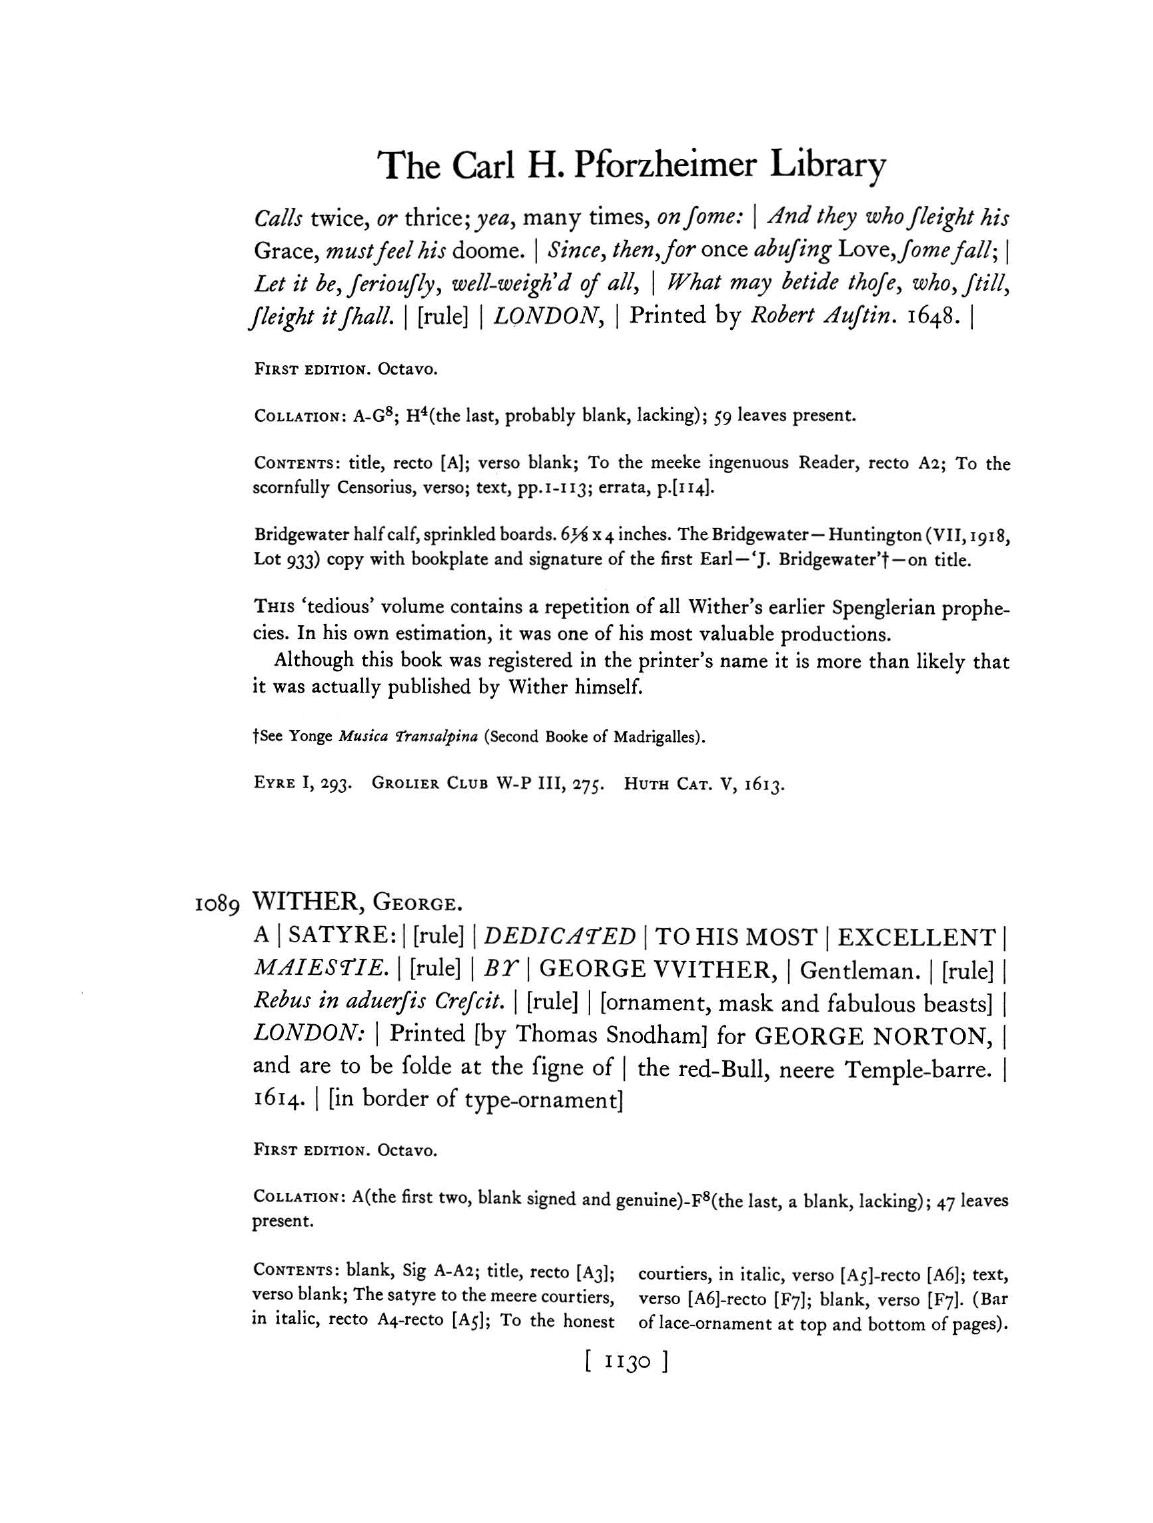 The Carl H. Pforzheimer Library
Calls twice, or thrice; yea, many times, on ſome: | And they who ſleight his
Grace, must feel his doome. | Since, then, for once abuſing Love, ſome fall; |
Let it be, ſeriouſly, well-weigh'd of all, | What may betide thoſe, who, ſtill,
ſleight it ſhall. | [rule] | LONDON, | Printed by Robert Auſtin. 1648. |
FIRST EDITION. Octavo.
COLLATION: A-G⁸; H⁴(the last, probably blank, lacking); 59 leaves present.
CONTENTS: title, recto [A]; verso blank; To the meeke ingenuous Reader, recto A2; To the
scornfully Censorius, verso; text, pp.1-113; errata, p.[114].
Bridgewater half calf, sprinkled boards. 6⅛ x 4 inches. The Bridgewater—Huntington (VII, 1918,
Lot 933) copy with bookplate and signature of the first Earl—‘J. Bridgewater’†—on title.
THIS ‘tedious’ volume contains a repetition of all Wither's earlier Spenglerian prophe-
cies. In his own estimation, it was one of his most valuable productions.
Although this book was registered in the printer's name it is more than likely that
it was actually published by Wither himself.
†See Yonge Musica Transalpina (Second Booke of Madrigalles).
EYRE I, 293. GROLIER CLUB W-P III, 275. HUTH CAT. V, 1613.
1089 WITHER, GEORGE.
A | SATYRE: | [rule] | DEDICATED | TO HIS MOST | EXCELLENT |
MAIESTIE. | [rule] | BY | GEORGE VVITHER, | Gentleman. | [rule] |
Rebus in aduerſis Creſcit. | [rule] | [ornament, mask and fabulous beasts] |
LONDON: | Printed [by Thomas Snodham] for GEORGE NORTON, |
and are to be ſolde at the ſigne of | the red-Bull, neere Temple-barre. |
1614. | [in border of type-ornament]
FIRST EDITION. Octavo.
COLLATION: A(the first two, blank signed and genuine)-F⁸(the last, a blank, lacking); 47 leaves
present.
CONTENTS: blank, Sig A-A2; title, recto [A3];
verso blank; The satyre to the meere courtiers,
in italic, recto A4-recto [A5]; To the honest
courtiers, in italic, verso [A5]-recto [A6]; text,
verso [A6]-recto [F7]; blank, verso [F7]. (Bar
of lace-ornament at top and bottom of pages).
[ 1130 ]